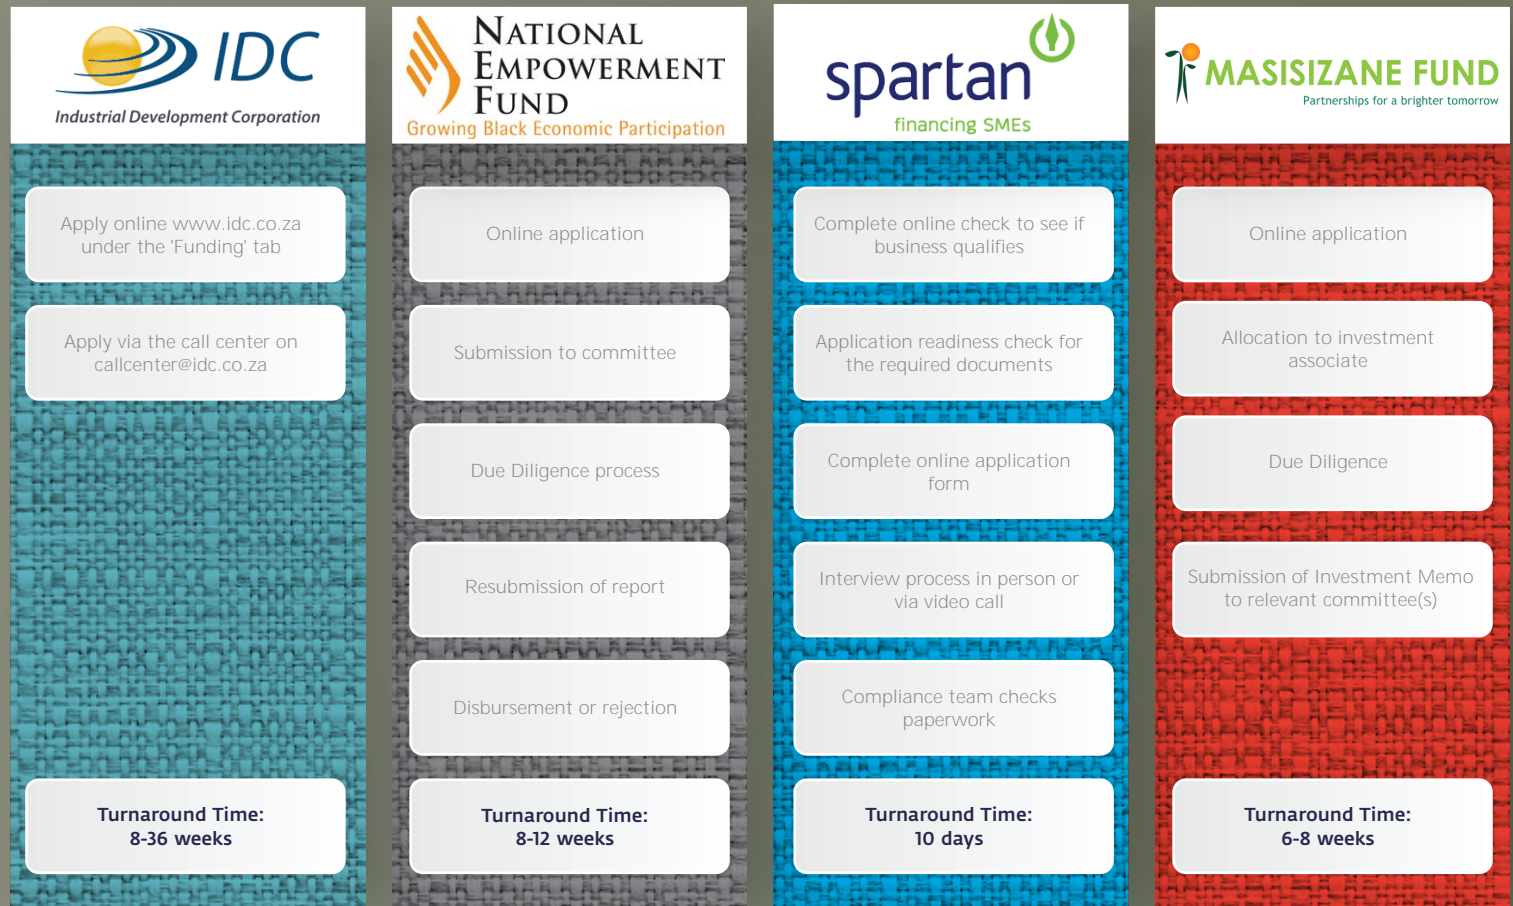 IDC
Industrial Development Corporation
Apply online www.idc.co.za
under the 'Funding' tab
Apply via the call center on
callcenter@idc.co.za
Turnaround Time:
8-36 weeks
NATIONAL
EMPOWERMENT
FUND
Growing Black Economic Participation
Online application
Submission to committee
Due Diligence process
Resubmission of report
Disbursement or rejection
Turnaround Time:
8-12 weeks
spartan
financing SMEs
Complete online check to see if
business qualifies
Application readiness check for
the required documents
Complete online application
form
Interview process in person or
via video call
Compliance team checks
paperwork
Turnaround Time:
10 days
MASISIZANE FUND
Partnerships for a brighter tomorrow
Online application
Allocation to investment
associate
Due Diligence
Submission of Investment Memo
to relevant committee(s)
Turnaround Time:
6-8 weeks